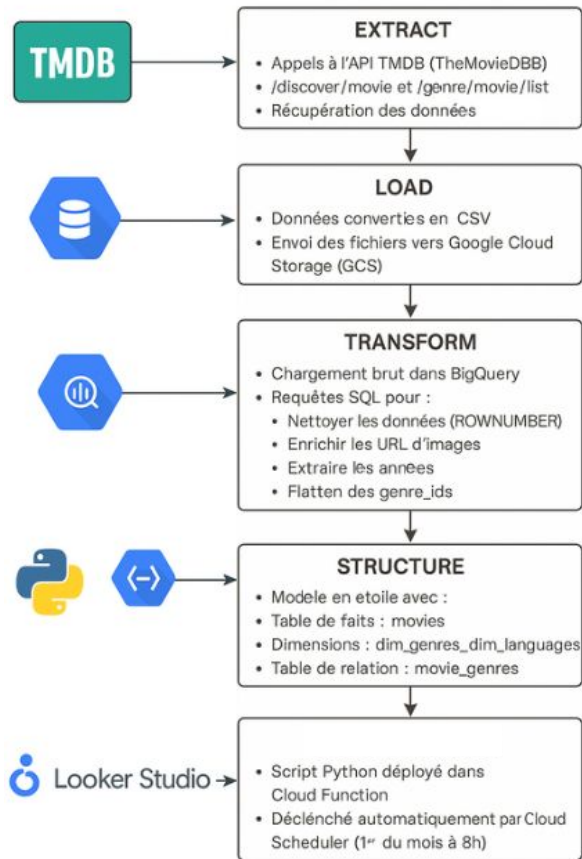 TMDB
EXTRACT
• Appels à l'API TMDB (TheMovieDBB)
• /discover/movie et /genre/movie/list
• Récupération des données
LOAD
• Données converties en CSV
• Envoi des fichiers vers Google Cloud
Storage (GCS)
TRANSFORM
• Chargement brut dans BigQuery
• Requêtes SQL pour :
• Nettoyer les données (ROWNUMBER)
• Enrichir les URL d'images
• Extraire les années
• Flatten des genre_ids
STRUCTURE
• Modele en etoile avec :
• Table de faits : movies
• Dimensions : dim_genres_dim_languages
• Table de relation : movie_genres
Looker Studio
• Script Python déployé dans
Cloud Function
• Déclénché automatiquement par Cloud
Scheduler (1er du mois à 8h)